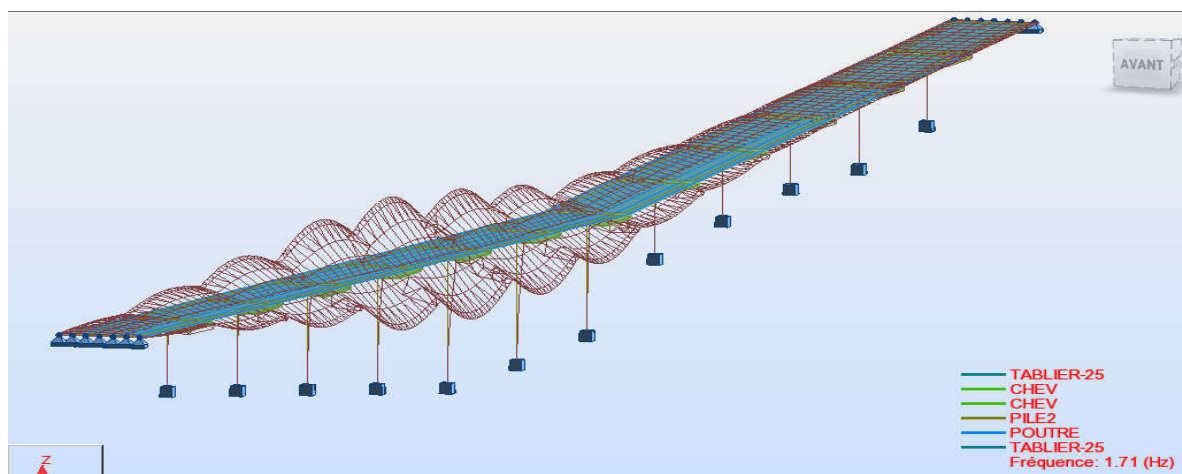 AVANT
TABLIER-25
CHEV
CHEV
PILE2
POUTRE
TABLIER-25
Fréquence: 1.71 (Hz)
Z